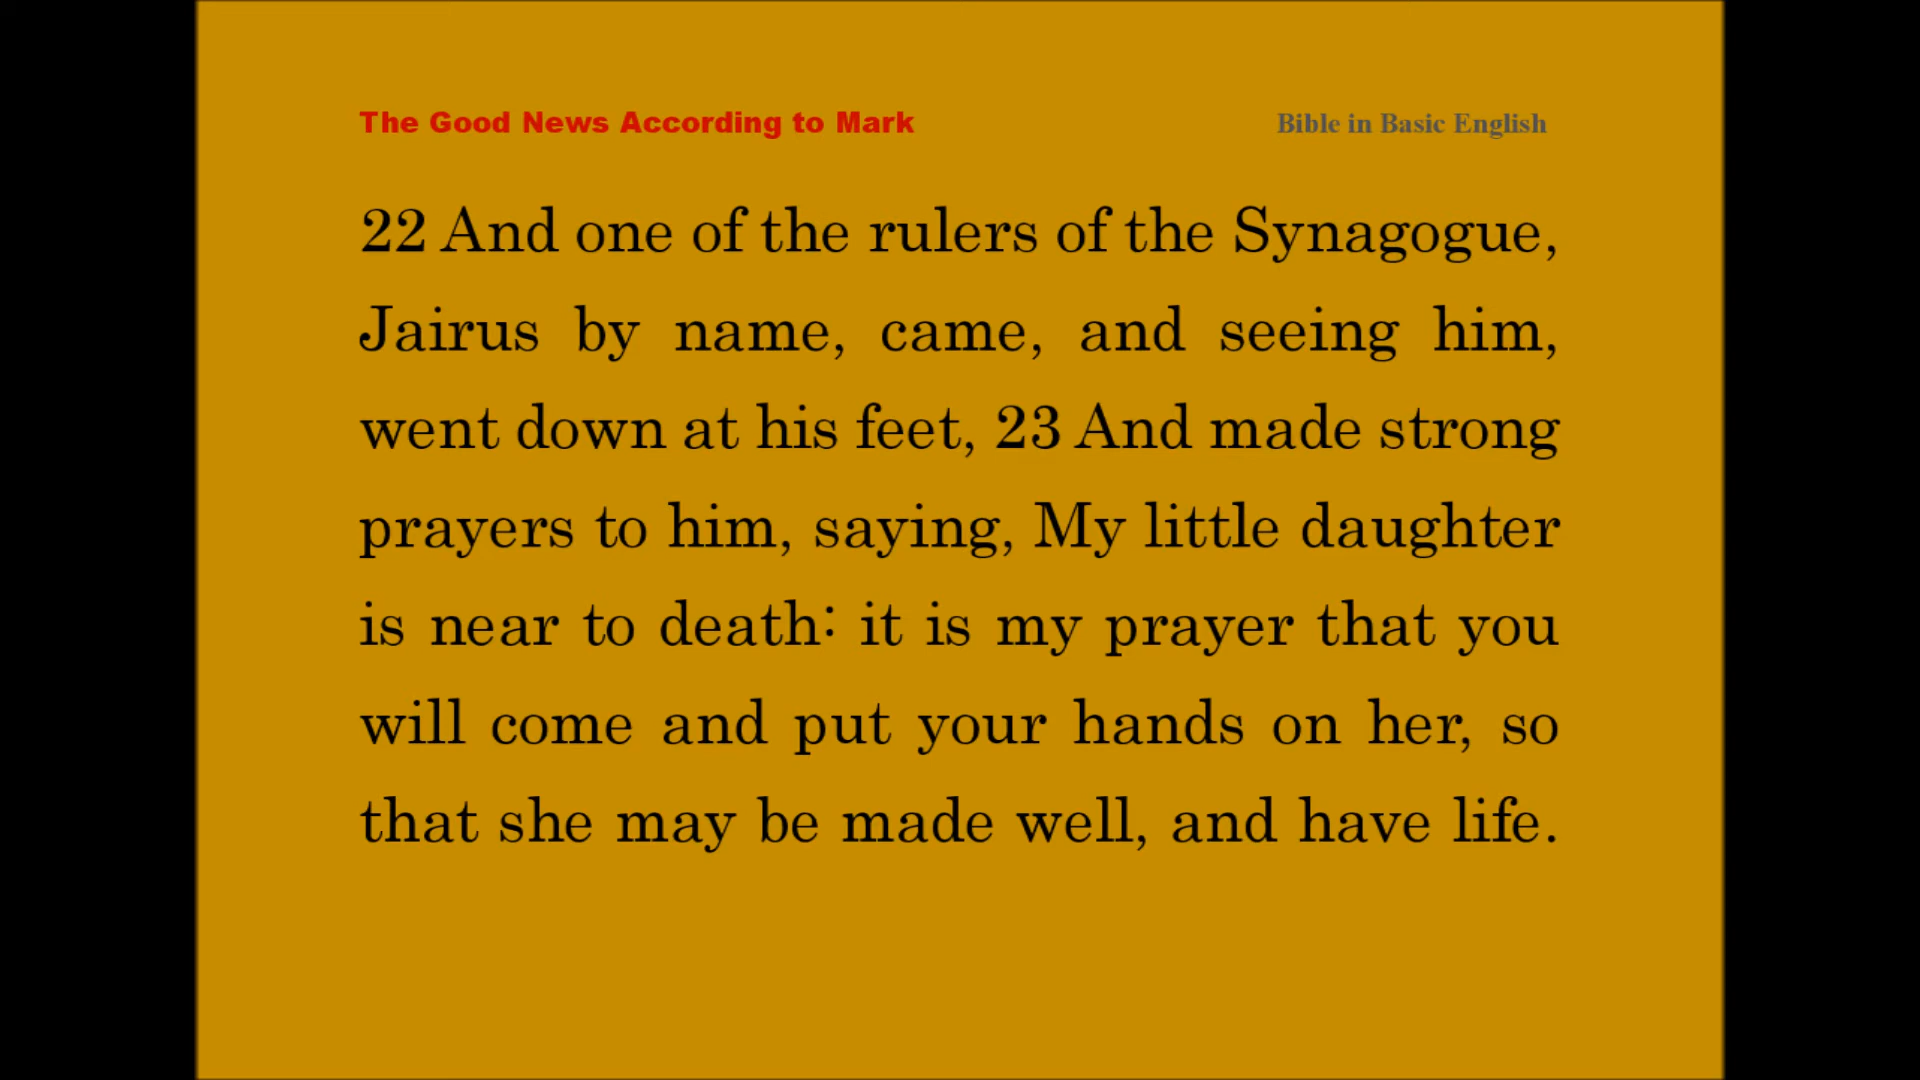 The Good News According to Mark
Bible in Basic English
22 And one of the rulers of the Synagogue,
Jairus by name, came, and seeing him,
went down at his feet, 23 And made strong
prayers to him, saying, My little daughter
is near to death: it is my prayer that you
will come and put your hands on her, so
that she may be made well, and have life.